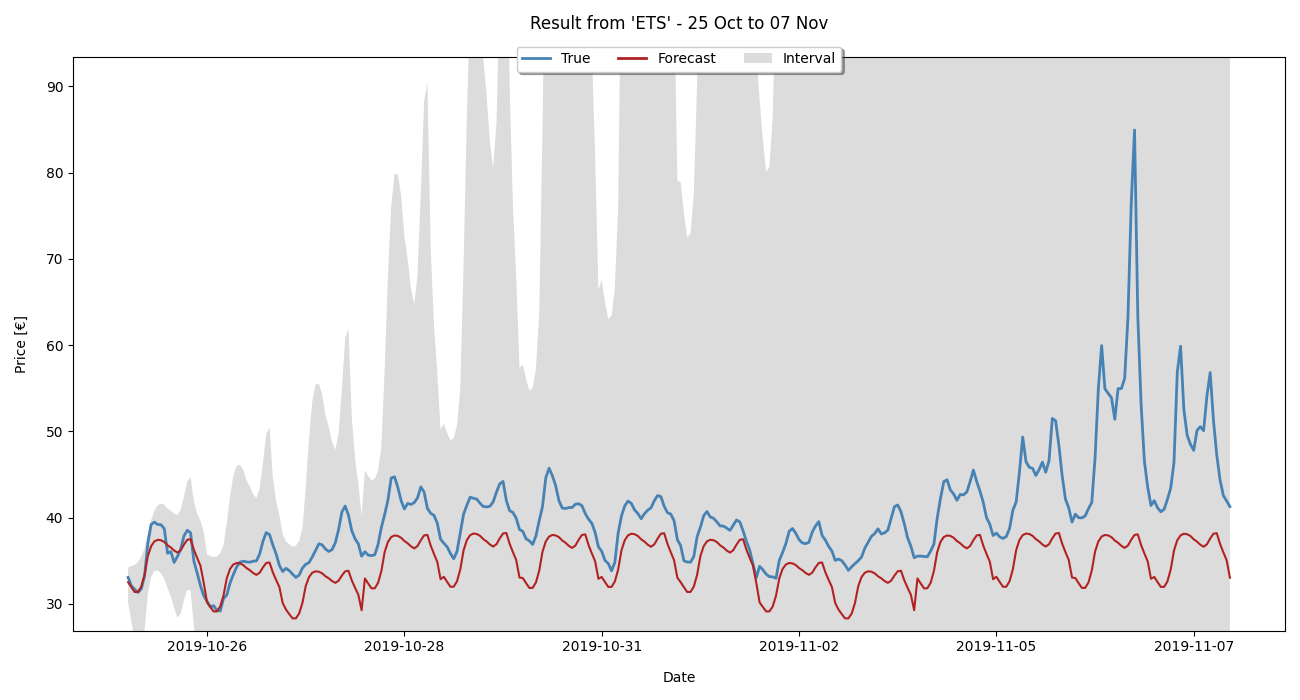 Result from 'ETS' - 25 Oct to 07 Nov
True Forecast Interval
Price [€]
90
80
70
60
50
40
30
2019-10-26 2019-10-28 2019-10-31 2019-11-02 2019-11-05 2019-11-07
Date